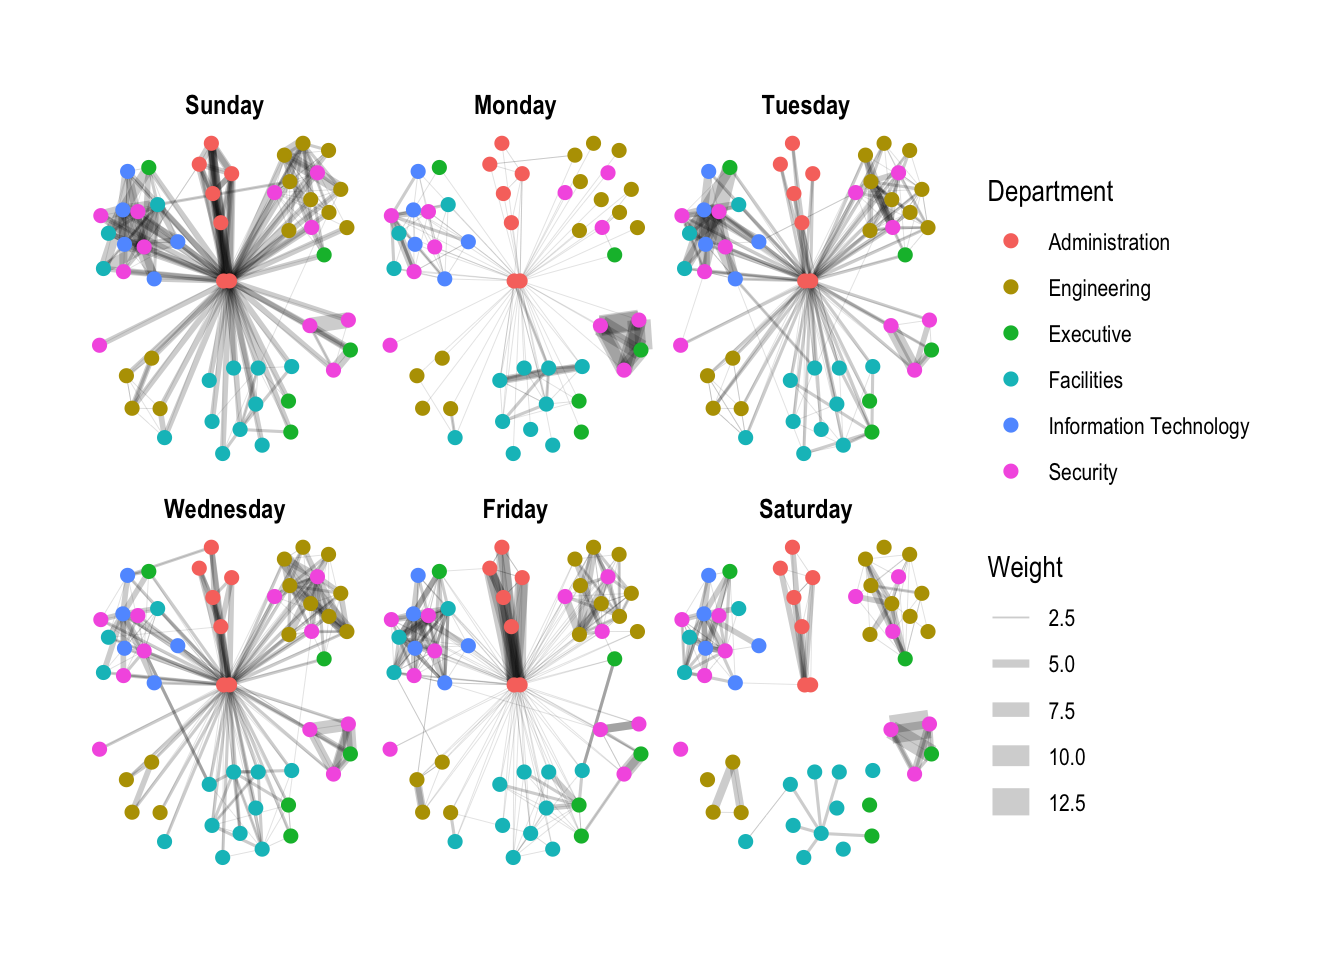 Sunday
Monday
Tuesday
Wednesday
Friday
Saturday
Department
Administration
Engineering
Executive
Facilities
Information Technology
Security
Weight
2.5
5.0
7.5
10.0
12.5